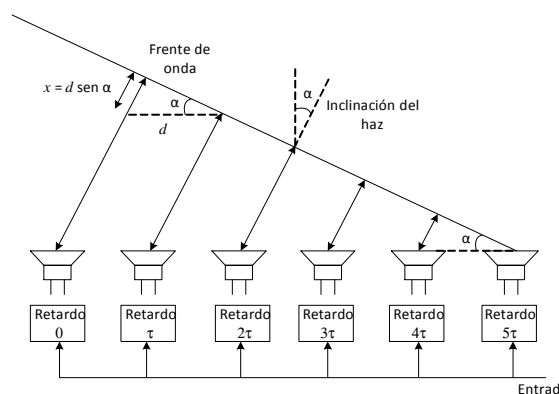 Frente de
onda
x = d sen α
α
d
α
Inclinación del
haz
α
Retardo
0
Retardo
τ
Retardo
2τ
Retardo
3τ
Retardo
4τ
Retardo
5τ
Entrad